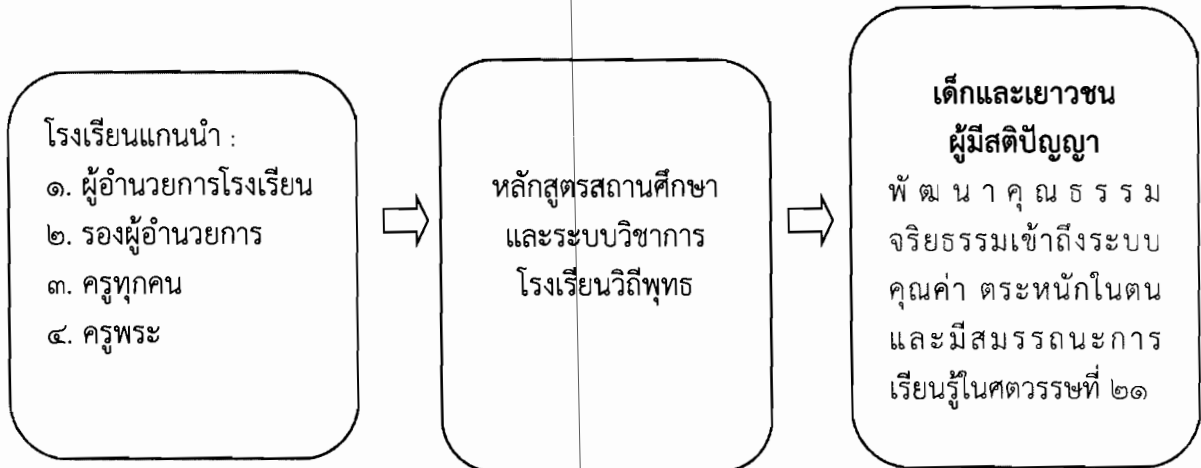 โรงเรียนแกนนำ :
๑. ผู้อำนวยการโรงเรียน
๒. รองผู้อำนวยการ
๓. ครูทุกคน
๔. ครูพระ
หลักสูตรสถานศึกษา
และระบบวิชาการ
โรงเรียนวิถีพุทธ
เด็กและเยาวชน
ผู้มีสติปัญญา
พัฒนาคุณธรรม
จริยธรรมเข้าถึงระบบ
คุณค่า ตระหนักในตน
และมีสมรรถนะการ
เรียนรู้ในศตวรรษที่ ๒๑